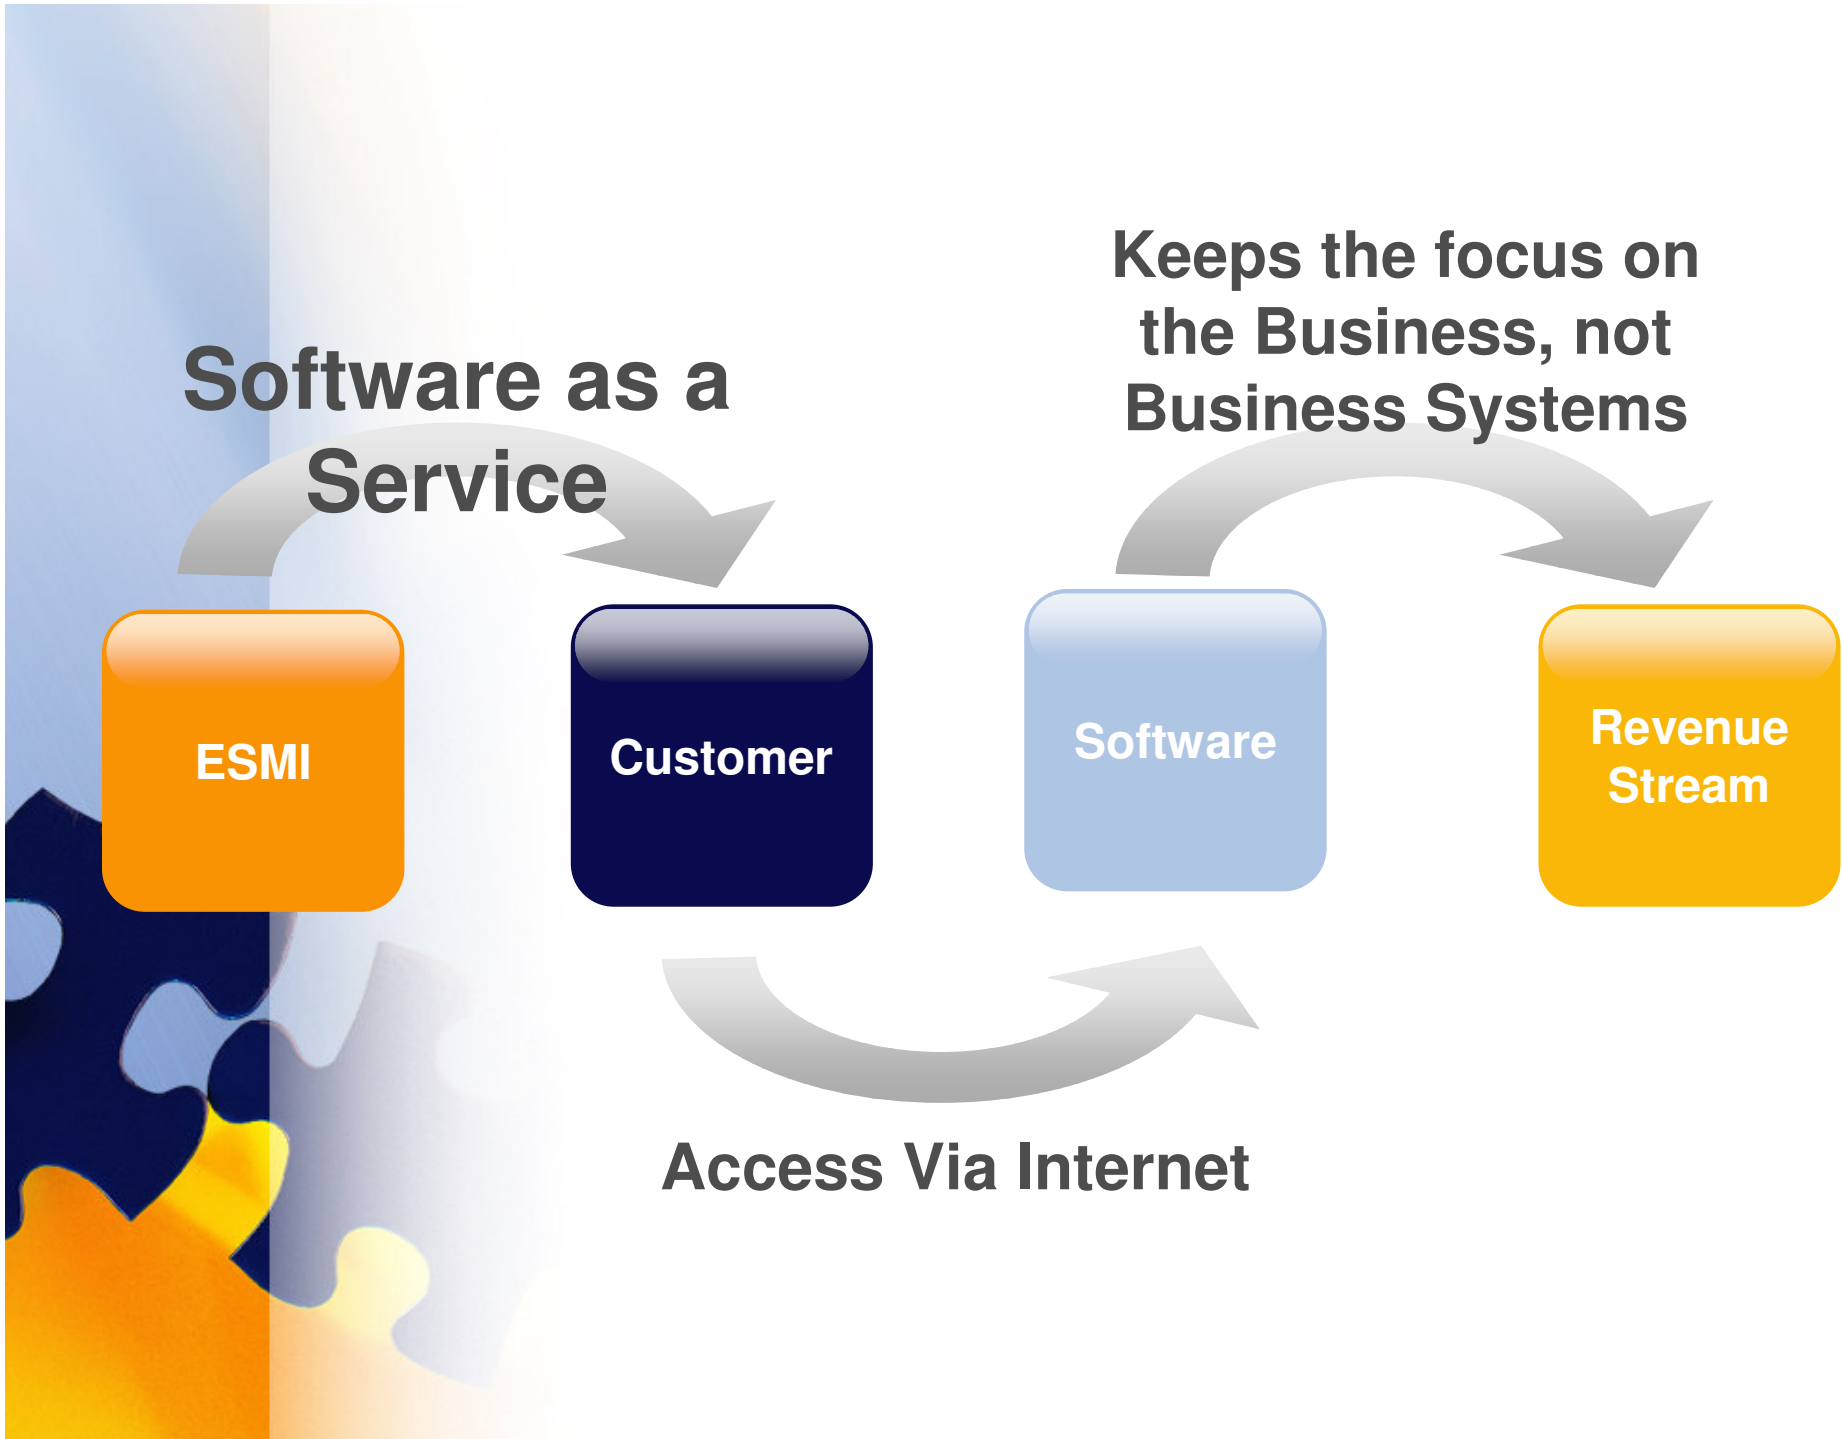 Software as a
Service
Keeps the focus on
the Business, not
Business Systems
ESMI
Customer
Software
Revenue
Stream
Access Via Internet